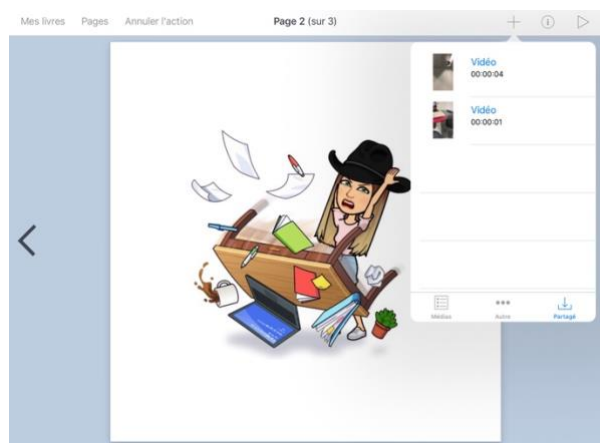 Mes livres Pages Annuler l'action Page 2 (sur 3)
Vidéo
00:00:04
Vidéo
00:00:01
Médias Autre Partagé